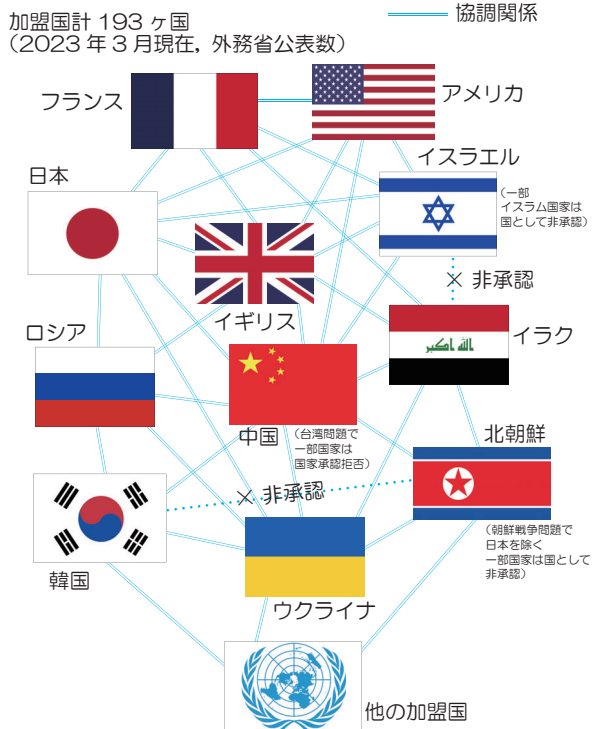 加盟国計 193 ヶ国
(2023 年 3 月現在, 外務省公表数)
協調関係
フランス
アメリカ
イスラエル
(一部
イスラム国家は
国として非承認)
日本
× 非承認
イギリス
イラク
الله اكبر
ロシア
中国
(台湾問題で
一部国家は
国家承認拒否)
北朝鮮
× 非承認
(朝鮮戦争問題で
日本を除く
一部国家は国として
非承認)
韓国
ウクライナ
他の加盟国